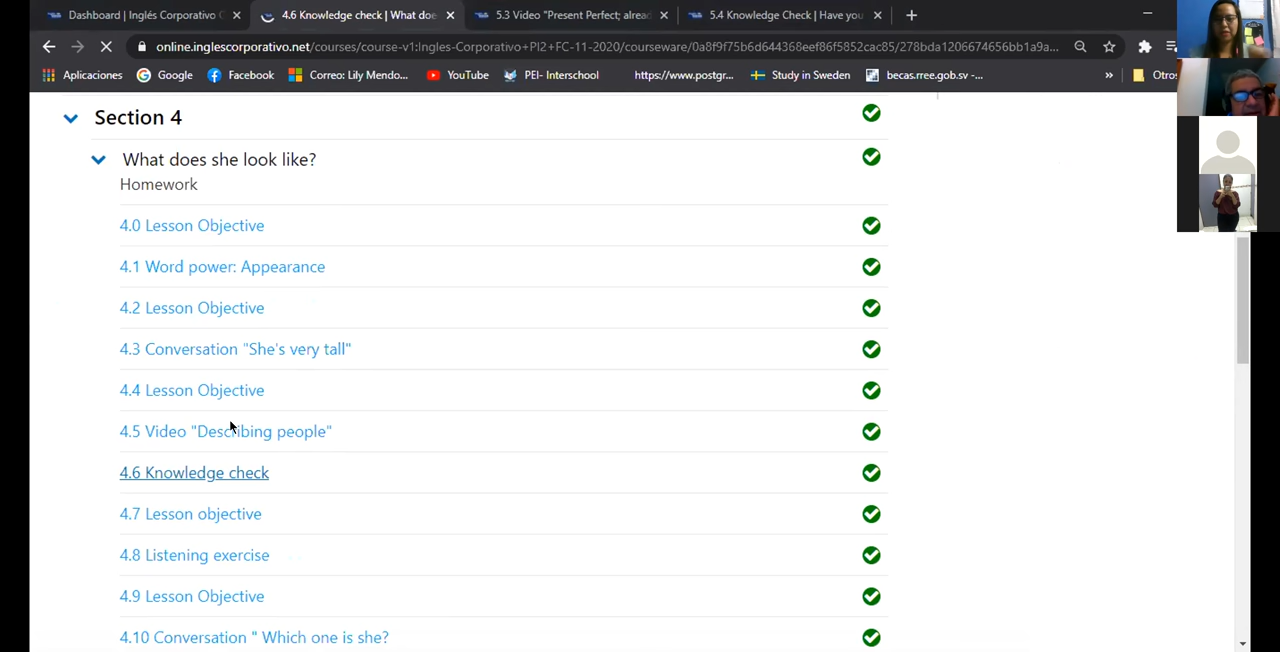 Dashboard | Inglés Corporativo C
4.6 Knowledge check | What doe
5.3 Video "Present Perfect; alread
5.4 Knowledge Check | Have you
online.inglescorporativo.net/courses/course-v1:Ingles-Corporativo+PI2+FC-11-2020/courseware/0a8f9f75b6d644368eef86f5852cac85/278bda1206674656bb1a9a...
Aplicaciones Google Facebook Correo: Lily Mendo... YouTube PEI- Interschool https://www.postgr... Study in Sweden becas.rree.gob.sv -... » Otros
Section 4
What does she look like?
Homework
4.0 Lesson Objective
4.1 Word power: Appearance
4.2 Lesson Objective
4.3 Conversation "She's very tall"
4.4 Lesson Objective
4.5 Video "Describing people"
4.6 Knowledge check
4.7 Lesson objective
4.8 Listening exercise
4.9 Lesson Objective
4.10 Conversation " Which one is she?